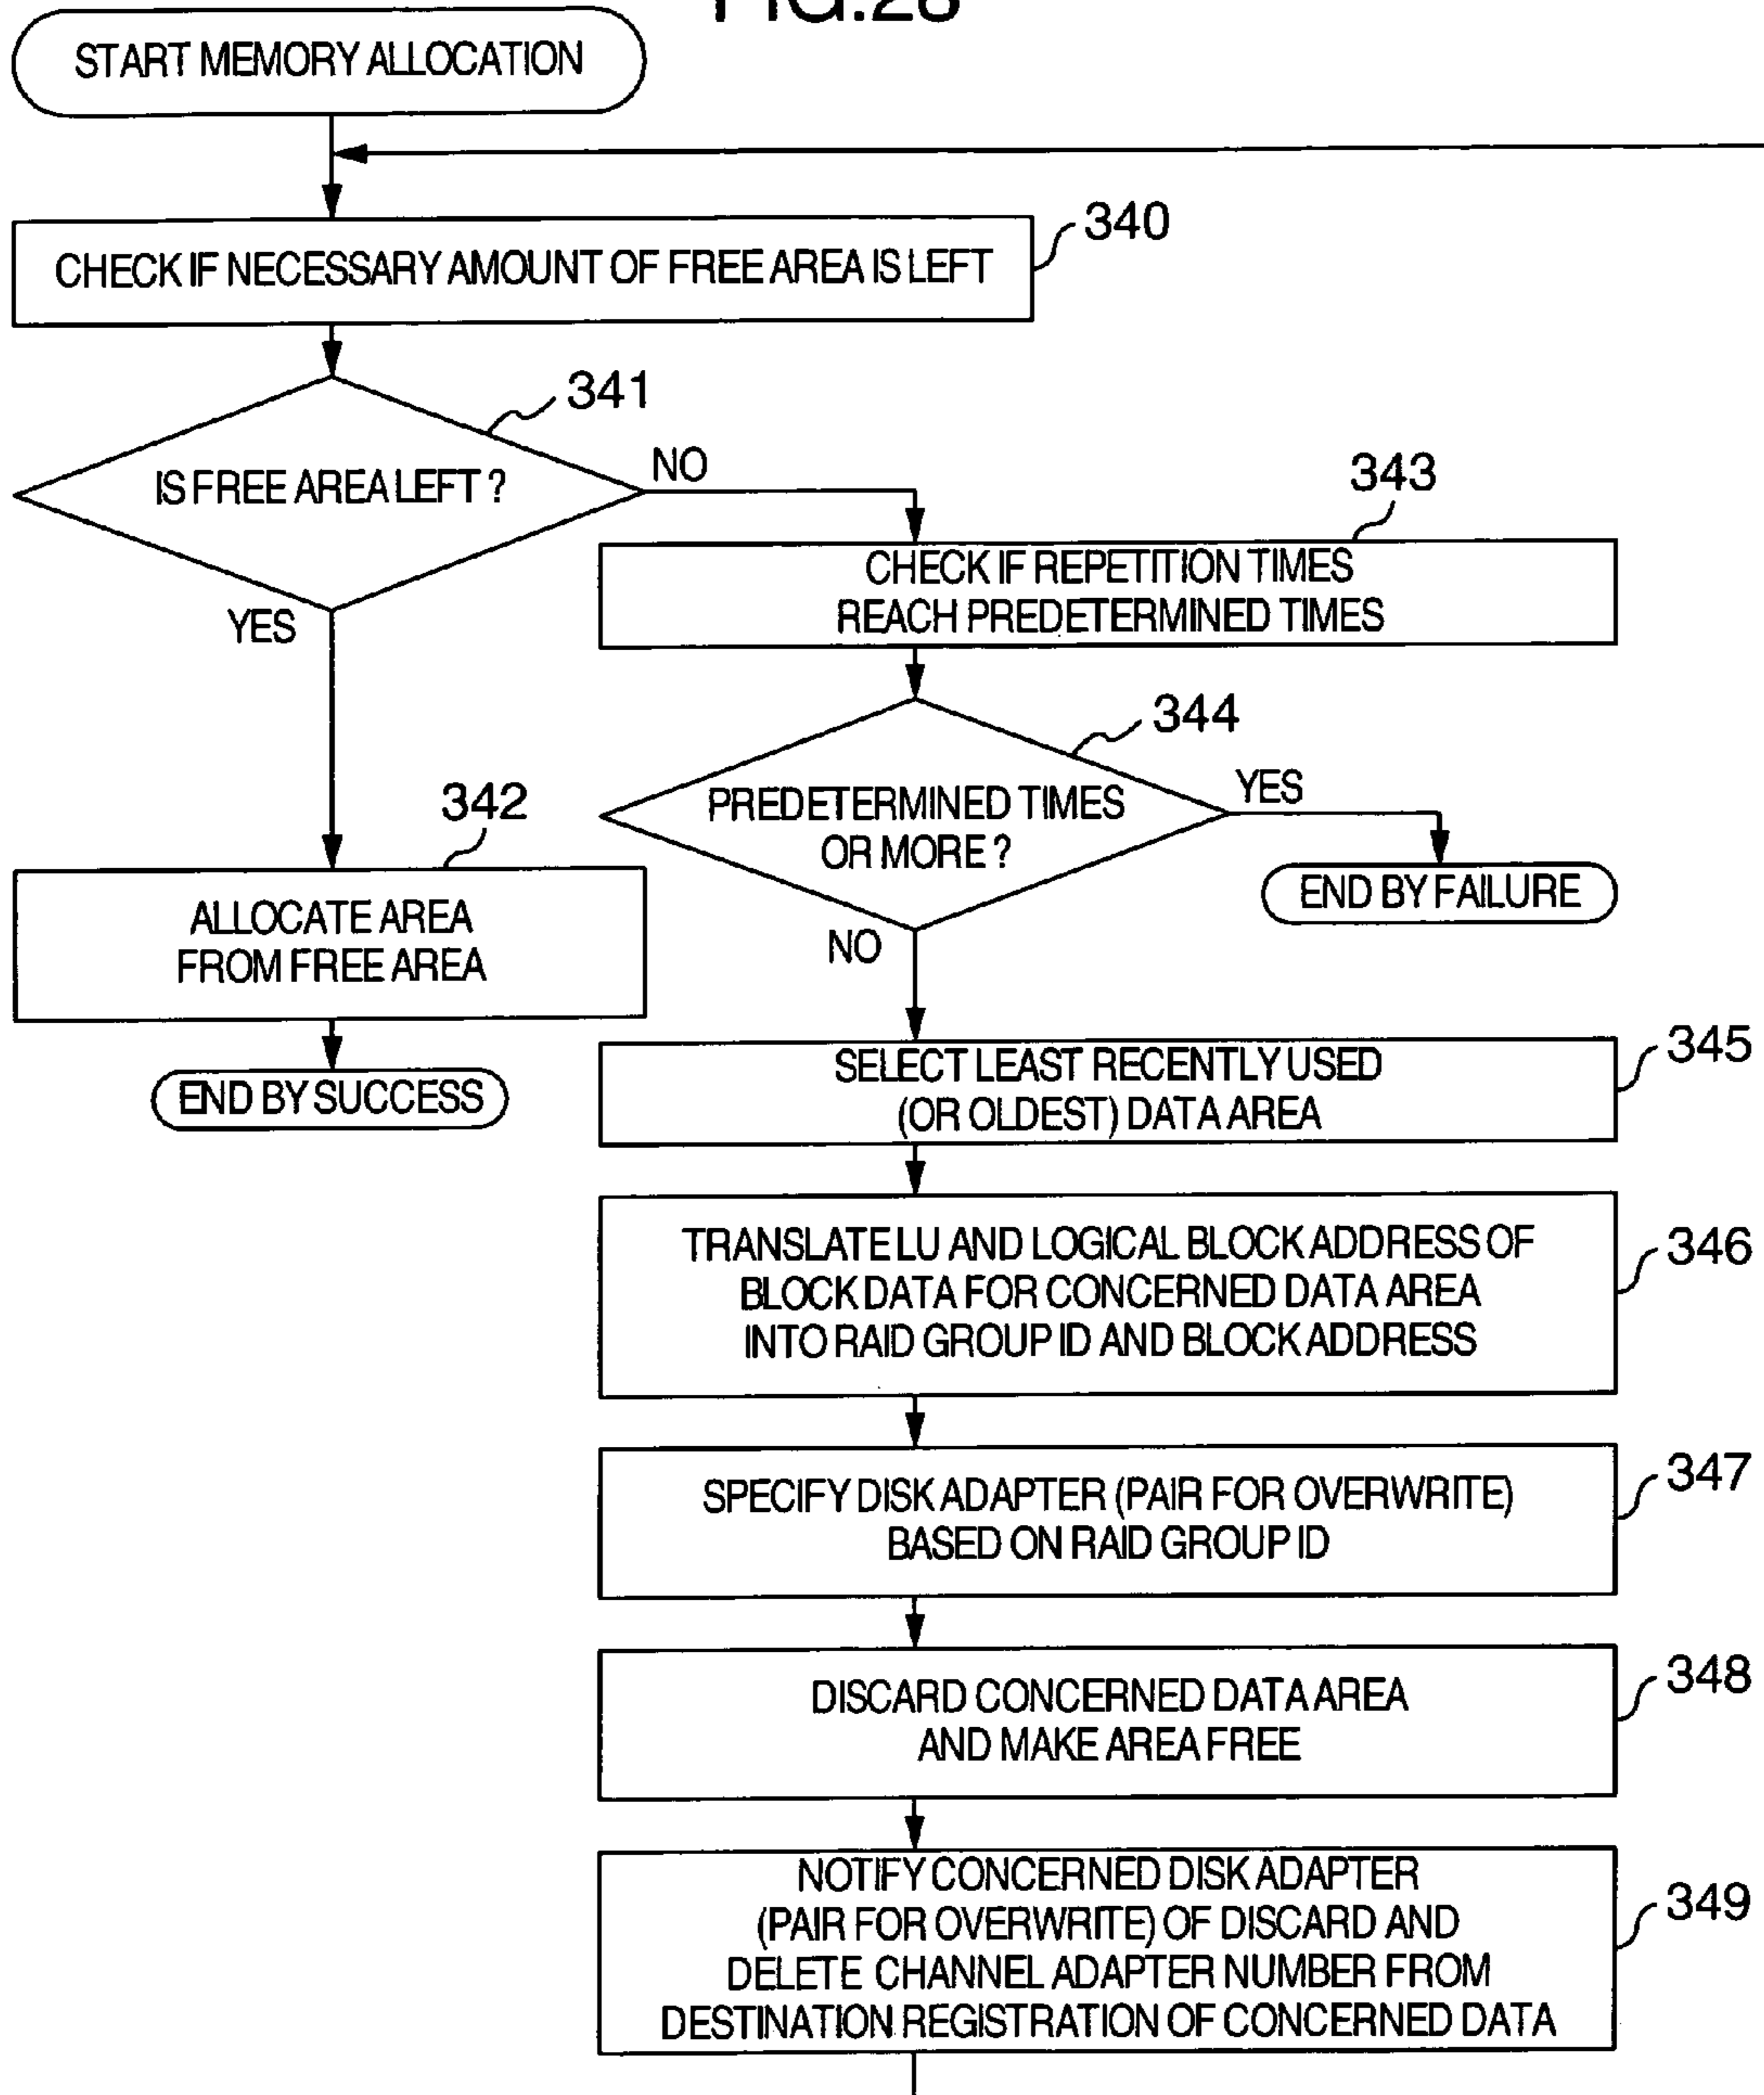 FIG.28
START MEMORY ALLOCATION
340
CHECK IF NECESSARY AMOUNT OF FREE AREA IS LEFT
341
IS FREE AREA LEFT ?
NO
YES
343
CHECK IF REPETITION TIMES
REACH PREDETERMINED TIMES
344
PREDETERMINED TIMES
OR MORE ?
YES
NO
END BY FAILURE
342
ALLOCATE AREA
FROM FREE AREA
END BY SUCCESS
345
SELECT LEAST RECENTLY USED
(OR OLDEST) DATA AREA
346
TRANSLATE LU AND LOGICAL BLOCK ADDRESS OF
BLOCK DATA FOR CONCERNED DATA AREA
INTO RAID GROUP ID AND BLOCK ADDRESS
347
SPECIFY DISK ADAPTER (PAIR FOR OVERWRITE)
BASED ON RAID GROUP ID
348
DISCARD CONCERNED DATA AREA
AND MAKE AREA FREE
349
NOTIFY CONCERNED DISK ADAPTER
(PAIR FOR OVERWRITE) OF DISCARD AND
DELETE CHANNEL ADAPTER NUMBER FROM
DESTINATION REGISTRATION OF CONCERNED DATA